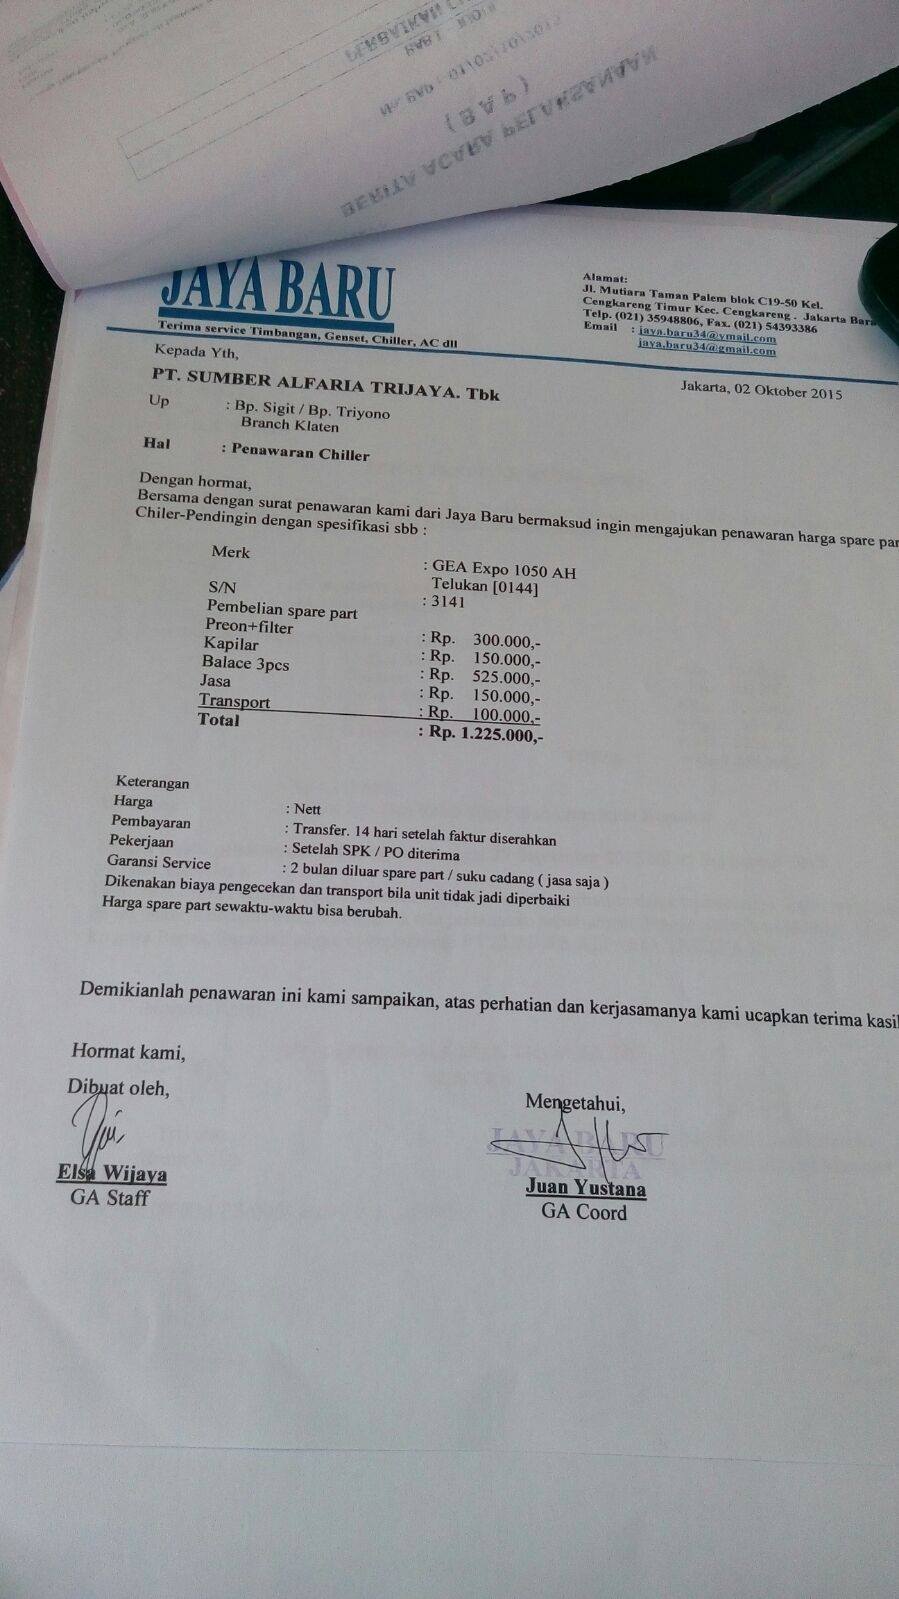 BERITA ACARA PELAKSANAAN
( BAP )
No BAP : 01/02/10/2015
JAYA BARU
Terima service Timbangan, Genset, Chiller, AC dll
Alamat:
Jl. Mutiara Taman Palem blok C19-50 Kel.
Cengkareng Timur Kec. Cengkareng . Jakarta Bara
Telp. (021) 35948806, Fax. (021) 54393386
Email : jaya.baru34@ymail.com
jaya.baru34@gmail.com
Kepada Yth,
PT. SUMBER ALFARIA TRIJAYA. Tbk
Jakarta, 02 Oktober 2015
Up : Bp. Sigit / Bp. Triyono
Branch Klaten
Hal : Penawaran Chiller
Dengan hormat,
Bersama dengan surat penawaran kami dari Jaya Baru bermaksud ingin mengajukan penawaran harga spare par
Chiler-Pendingin dengan spesifikasi sbb :
Merk : GEA Expo 1050 AH
Telukan [0144]
S/N : 3141
Pembelian spare part
Preon+filter : Rp. 300.000,-
Kapilar : Rp. 150.000,-
Balace 3pcs : Rp. 525.000,-
Jasa : Rp. 150.000,-
Transport : Rp. 100.000,-
Total : Rp. 1.225.000,-
Keterangan
Harga : Nett
Pembayaran : Transfer. 14 hari setelah faktur diserahkan
Pekerjaan : Setelah SPK / PO diterima
Garansi Service : 2 bulan diluar spare part / suku cadang ( jasa saja )
Dikenakan biaya pengecekan dan transport bila unit tidak jadi diperbaiki
Harga spare part sewaktu-waktu bisa berubah.
Demikianlah penawaran ini kami sampaikan, atas perhatian dan kerjasamanya kami ucapkan terima kasil
Hormat kami,
Dibuat oleh,
Mengetahui,
JAYA BARU
JAKARTA
Elsa Wijaya
GA Staff
Juan Yustana
GA Coord